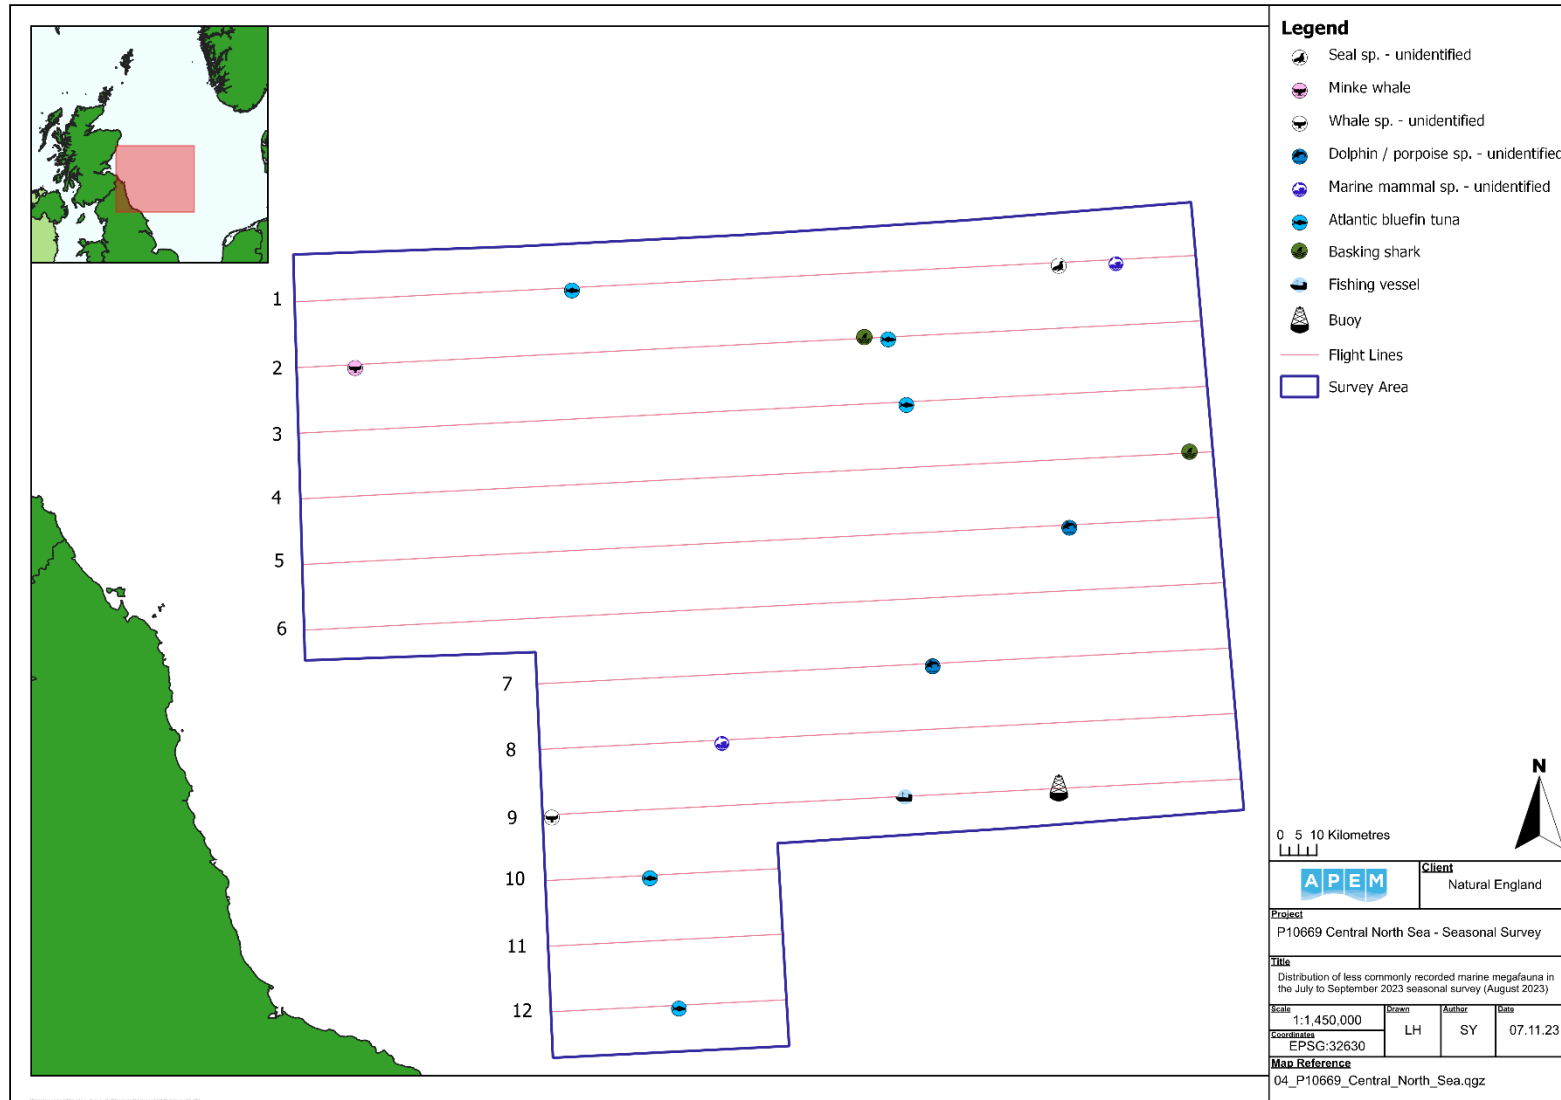 Legend
Seal sp. - unidentified
Minke whale
Whale sp. - unidentified
Dolphin / porpoise sp. - unidentified
Marine mammal sp. - unidentified
Atlantic bluefin tuna
Basking shark
Fishing vessel
Buoy
Flight Lines
Survey Area
1
2
3
4
5
6
7
8
9
10
11
12
N
0 5 10 Kilometres
APEM
Client
Natural England
Project
P10669 Central North Sea - Seasonal Survey
Title
Distribution of less commonly recorded marine megafauna in
the July to September 2023 seasonal survey (August 2023)
Scale
1:1,450,000
Coordinates
EPSG:32630
Drawn
LH
Author
SY
Date
07.11.23
Map Reference
04_P10669_Central_North_Sea.qgz